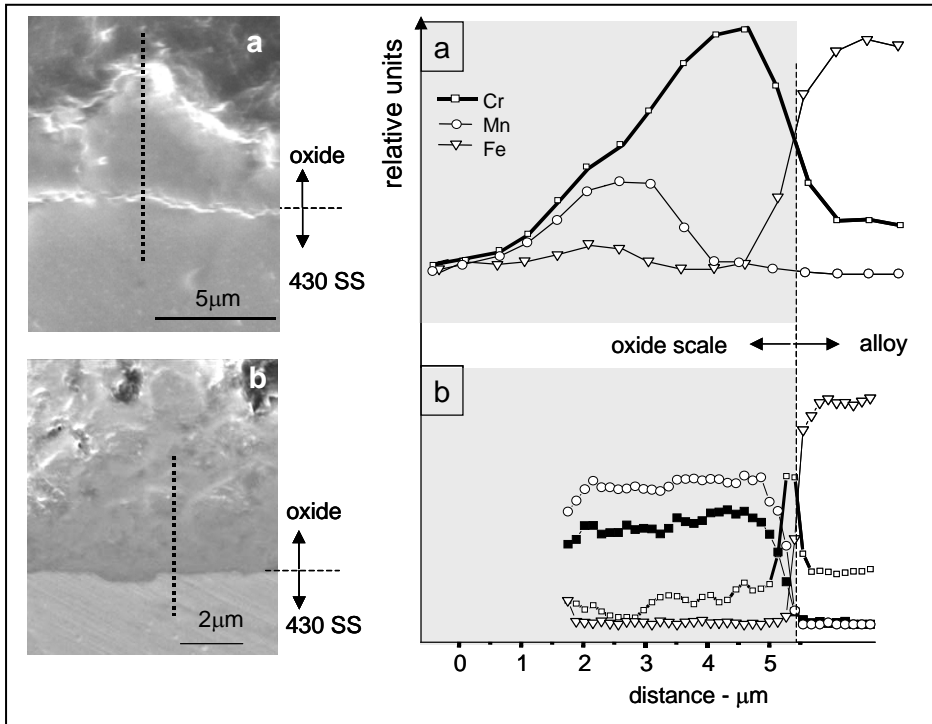 a
oxide
430 SS
5μm
b
oxide
430 SS
2μm
a
relative units
Cr
Mn
Fe
oxide scale
alloy
b
0 1 2 3 4 5
distance - μm